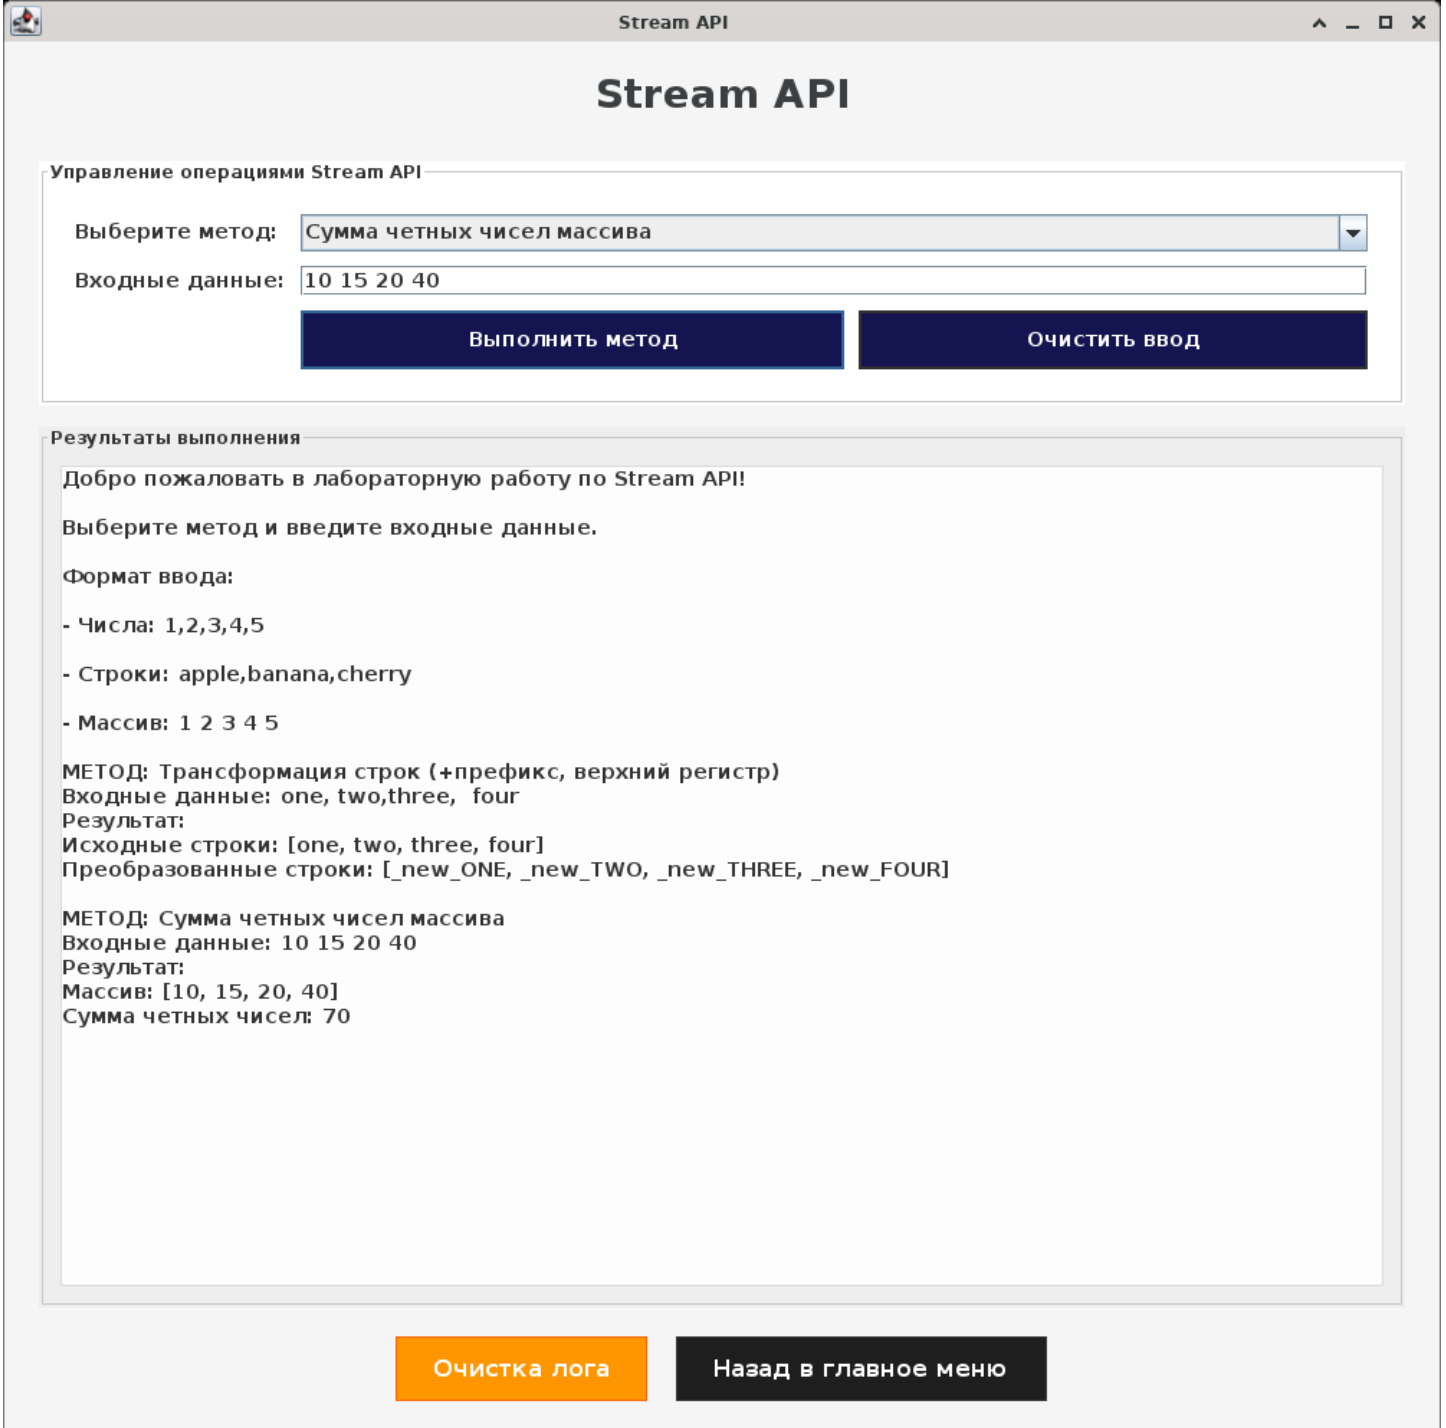 Stream API
Stream API
Управление операциями Stream API
Выберите метод: Сумма четных чисел массива
Входные данные: 10 15 20 40
Выполнить метод Очистить ввод
Результаты выполнения
Добро пожаловать в лабораторную работу по Stream API!
Выберите метод и введите входные данные.
Формат ввода:
- Числа: 1,2,3,4,5
- Строки: apple,banana,cherry
- Массив: 1 2 3 4 5
МЕТОД: Трансформация строк (+префикс, верхний регистр)
Входные данные: one, two,three,  four
Результат:
Исходные строки: [one, two, three, four]
Преобразованные строки: [_new_ONE, _new_TWO, _new_THREE, _new_FOUR]
МЕТОД: Сумма четных чисел массива
Входные данные: 10 15 20 40
Результат:
Массив: [10, 15, 20, 40]
Сумма четных чисел: 70
Очистка лога Назад в главное меню